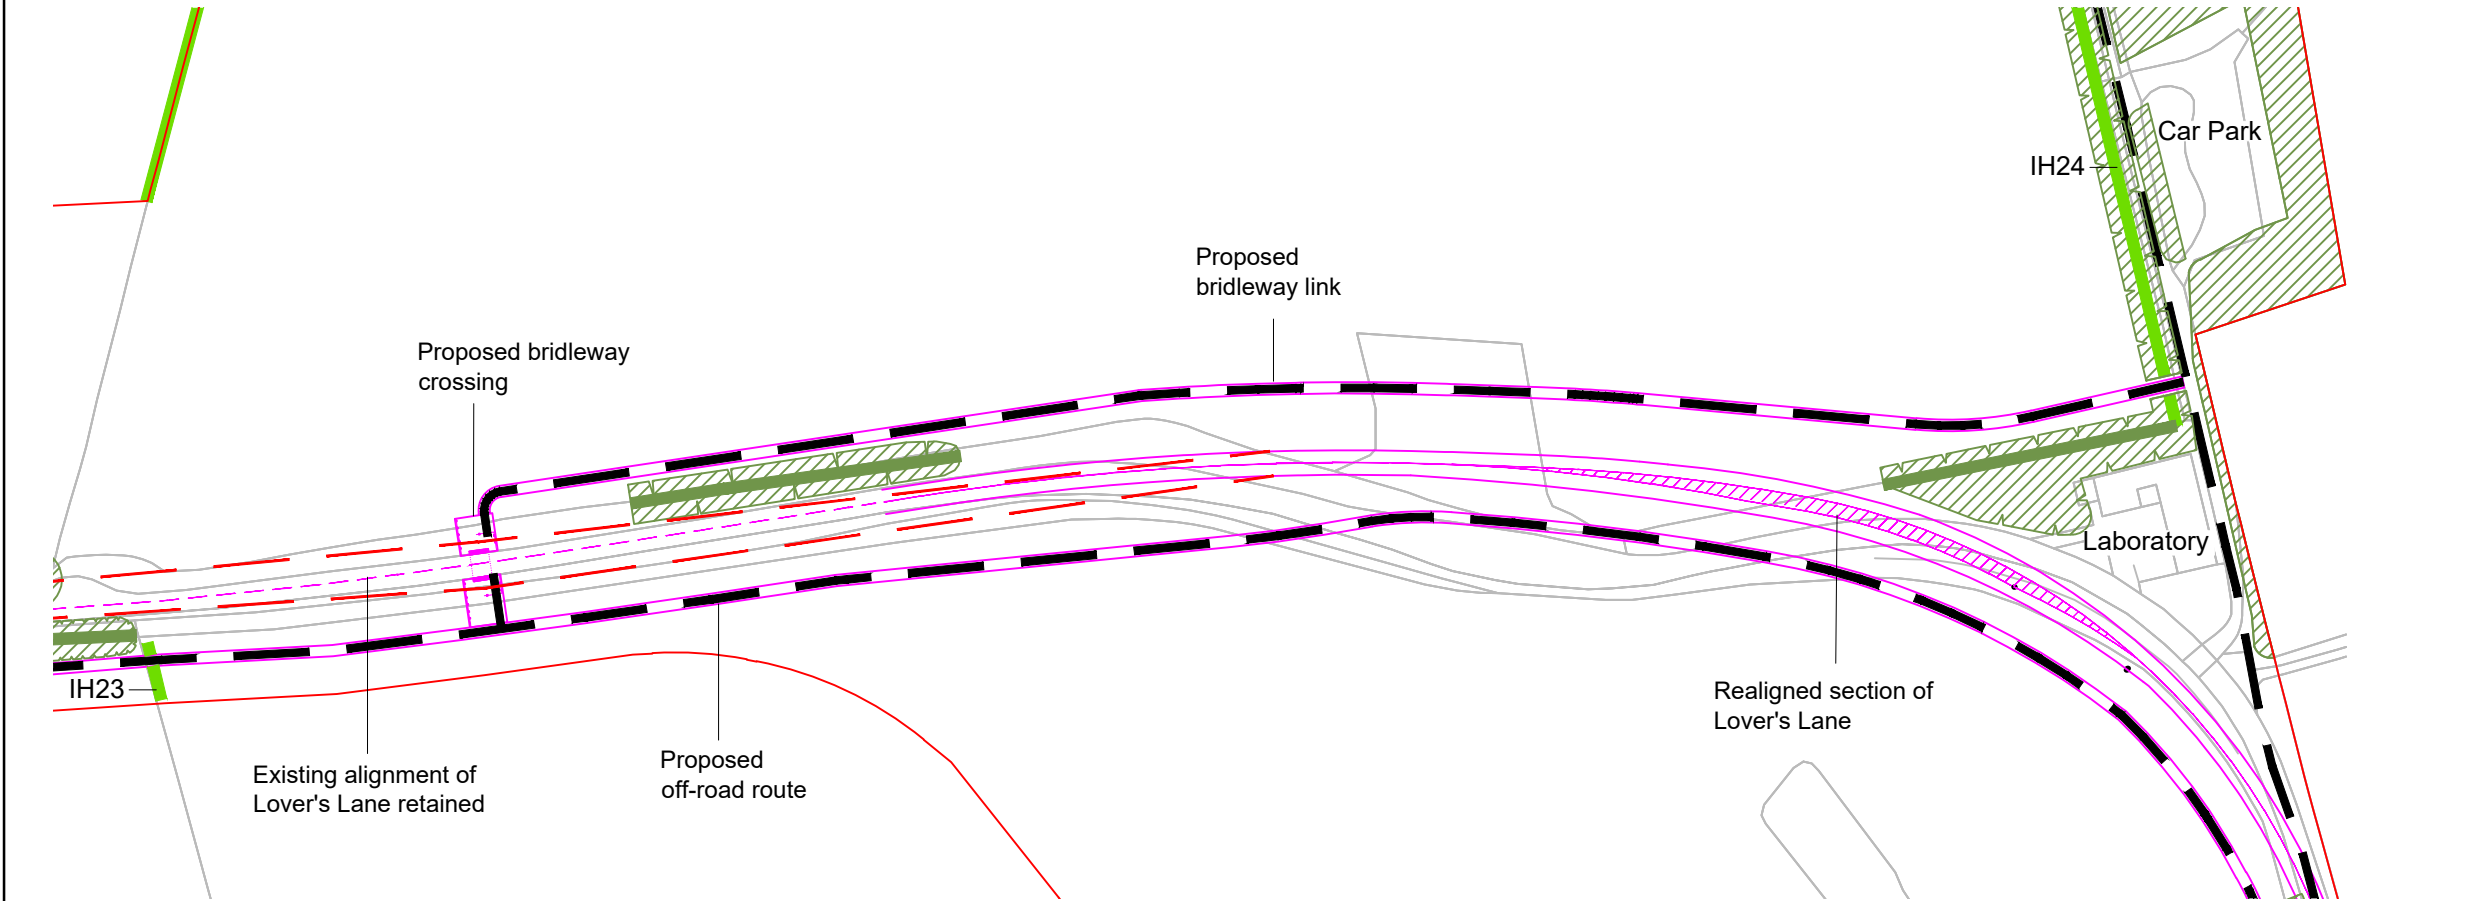 Car Park
IH24
Proposed
bridleway link
Proposed bridleway
crossing
Laboratory
IH23
Realigned section of
Lover's Lane
Proposed
off-road route
Existing alignment of
Lover's Lane retained